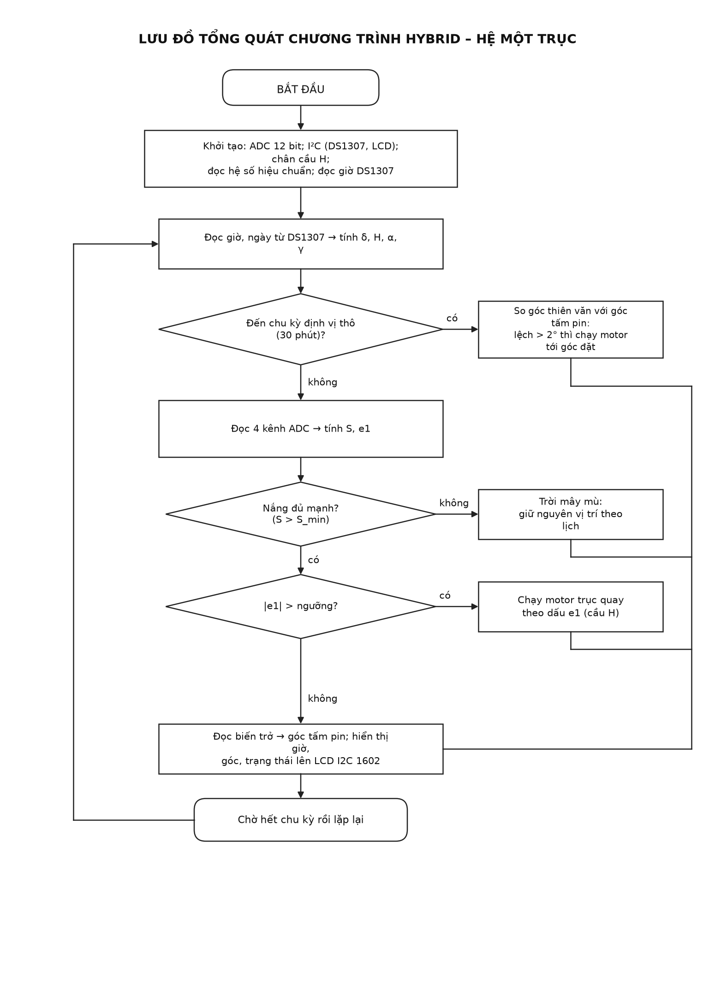 LƯU ĐỒ TỔNG QUÁT CHƯƠNG TRÌNH HYBRID – HỆ MỘT TRỤC
BẮT ĐẦU
Khởi tạo: ADC 12 bit; I²C (DS1307, LCD);
chân cầu H;
đọc hệ số hiệu chuẩn; đọc giờ DS1307
Đọc giờ, ngày từ DS1307 → tính δ, H, α,
γ
Đến chu kỳ định vị thô
(30 phút)?
có
So góc thiên văn với góc
tấm pin:
lệch > 2° thì chạy motor
tới góc đặt
không
Đọc 4 kênh ADC → tính S, e1
Nắng đủ mạnh?
(S > S_min)
không
Trời mây mù:
giữ nguyên vị trí theo
lịch
có
|e1| > ngưỡng?
có
Chạy motor trục quay
theo dấu e1 (cầu H)
không
Đọc biến trở → góc tấm pin; hiển thị
giờ,
góc, trạng thái lên LCD I2C 1602
Chờ hết chu kỳ rồi lặp lại